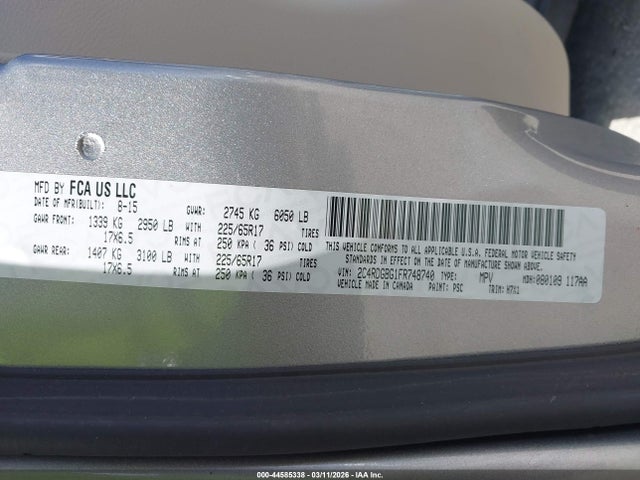 MFD BY FCA US LLC
DATE OF MFR(BUILT): 8-15 GVWR: 2745 KG 6050 LB
GAWR FRONT: 1339 KG 2950 LB WITH 225/65R17 TIRES
17X6.5 RIMS AT 250 KPA ( 36 PSI) COLD
GAWR REAR: 1407 KG 3100 LB WITH 225/65R17 TIRES
17X6.5 RIMS AT 250 KPA ( 36 PSI) COLD
THIS VEHICLE CONFORMS TO ALL APPLICABLE U.S.A. FEDERAL MOTOR VEHICLE SAFETY
STANDARDS IN EFFECT ON THE DATE OF MANUFACTURE SHOWN ABOVE.
VIN: 2C4RDGBG1FR748740 TYPE: MPV MDH: 080109 117AA
VEHICLE MADE IN CANADA PAINT: PSC TRIM: H7X1
000-44585338 - 03/11/2026 - IAA Inc.